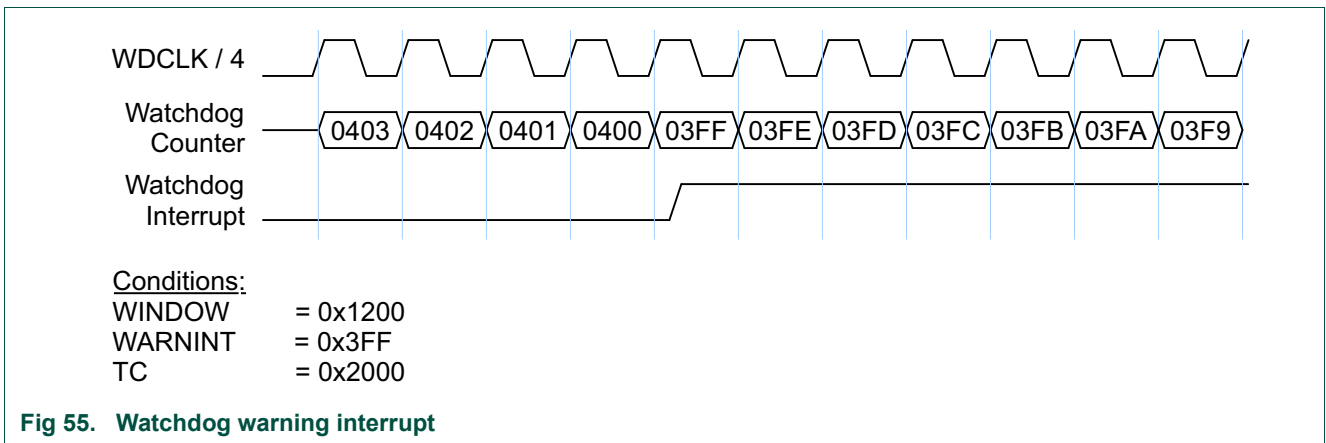 WDCLK / 4
Watchdog
Counter
0403 0402 0401 0400 03FF 03FE 03FD 03FC 03FB 03FA 03F9
Watchdog
Interrupt
Conditions:
WINDOW = 0x1200
WARNINT = 0x3FF
TC = 0x2000
Fig 55. Watchdog warning interrupt